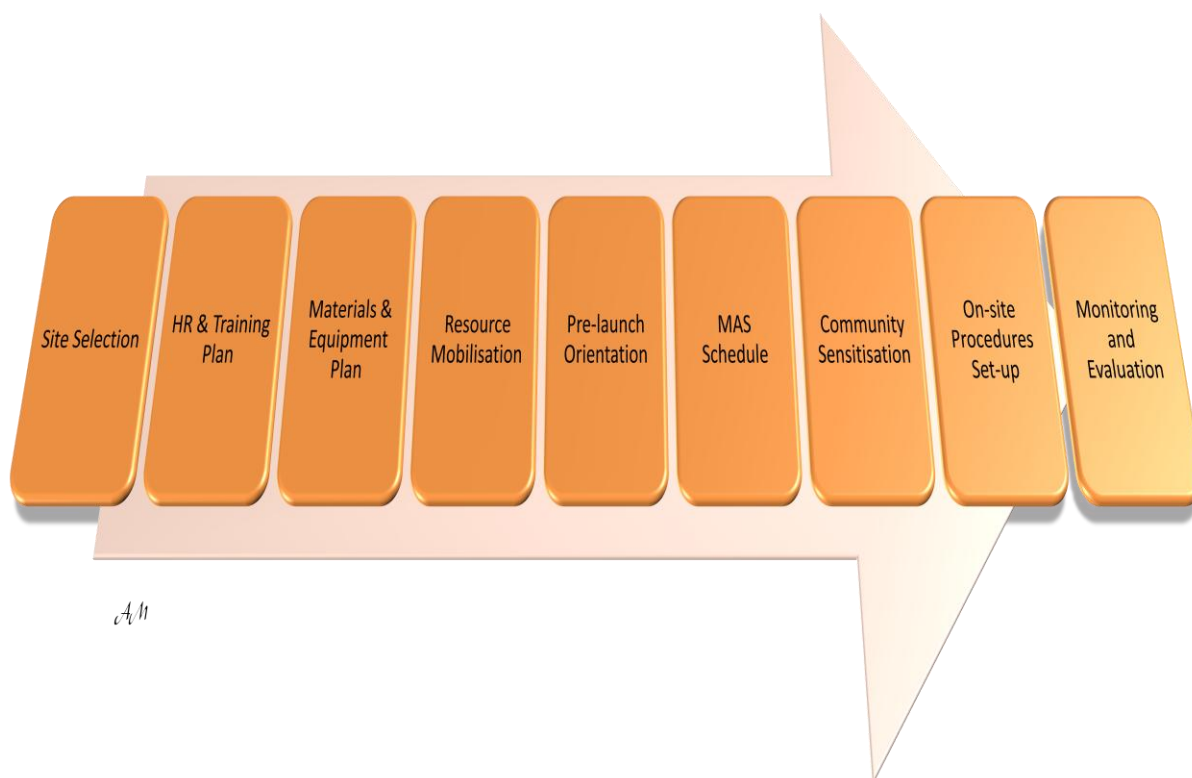 Site Selection
HR & Training
Plan
Materials &
Equipment
Plan
Resource
Mobilisation
Pre-launch
Orientation
MAS
Schedule
Community
Sensitisation
On-site
Procedures
Set-up
Monitoring
and
Evaluation
AM